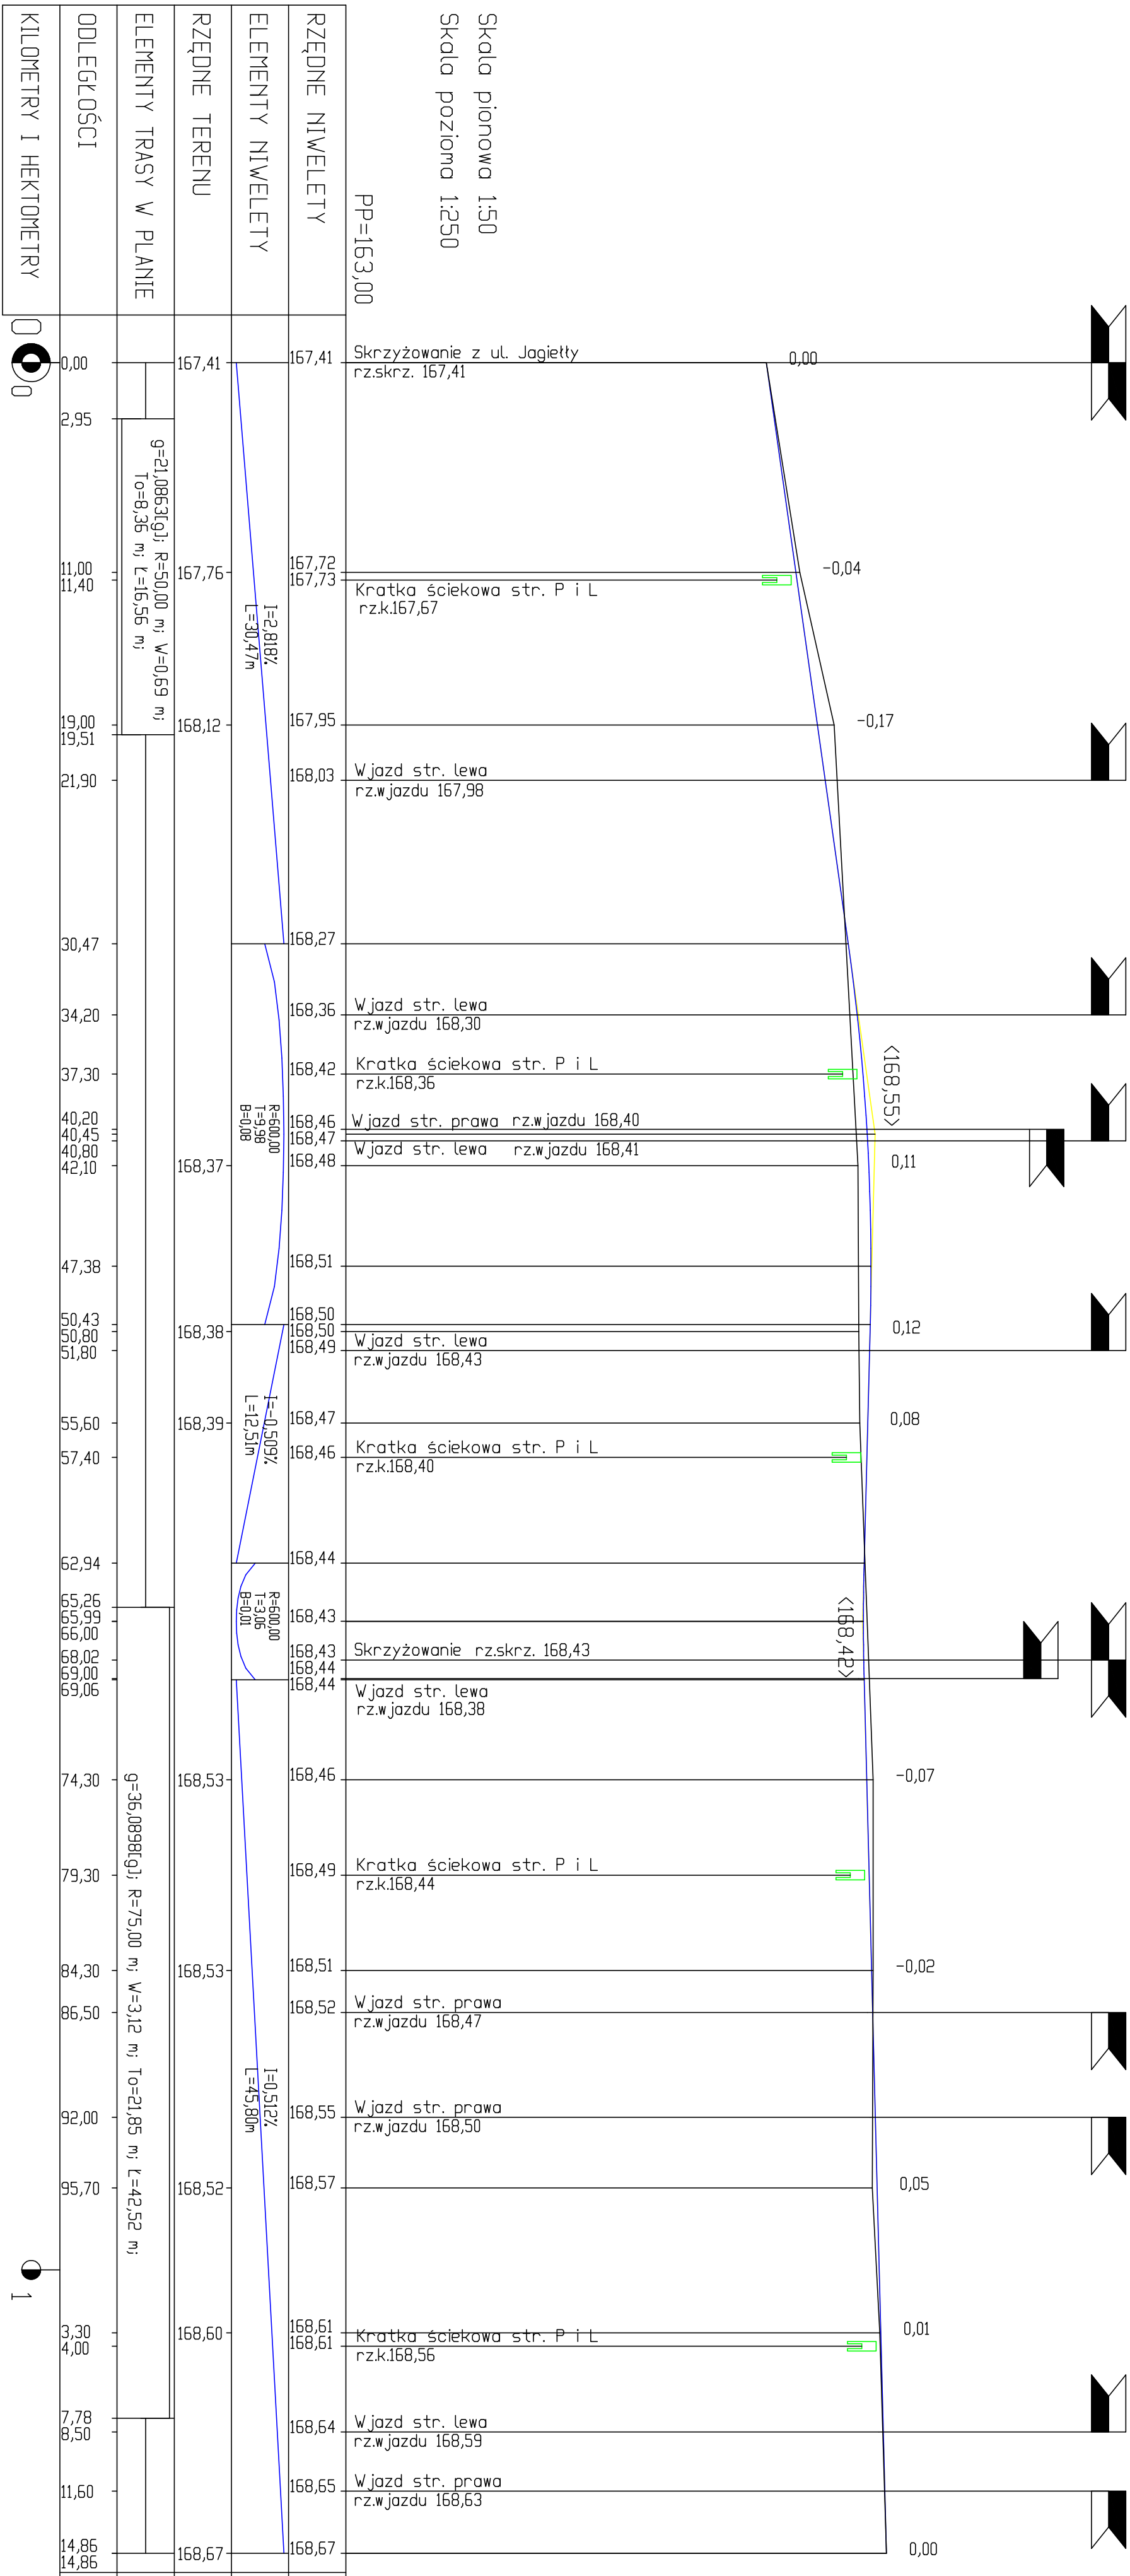 Skala pionowa 1:50
Skala pozioma 1:250
PP=163,00
<168,55>
<168,42>
0,00
-0,04
-0,17
0,11
0,12
0,08
-0,07
-0,02
0,05
0,01
0,00
Skrzyżowanie z ul. Jagiełły
rz.skrz. 167,41
Kratka ściekowa str. P i L
rz.k.167,67
Wjazd str. lewa
rz.wjazdu 167,98
Wjazd str. lewa
rz.wjazdu 168,30
Kratka ściekowa str. P i L
rz.k.168,36
Wjazd str. prawa rz.wjazdu 168,40
Wjazd str. lewa rz.wjazdu 168,41
Wjazd str. lewa
rz.wjazdu 168,43
Kratka ściekowa str. P i L
rz.k.168,40
Skrzyżowanie rz.skrz. 168,43
Wjazd str. lewa
rz.wjazdu 168,38
Kratka ściekowa str. P i L
rz.k.168,44
Wjazd str. prawa
rz.wjazdu 168,47
Wjazd str. prawa
rz.wjazdu 168,50
Kratka ściekowa str. P i L
rz.k.168,56
Wjazd str. lewa
rz.wjazdu 168,59
Wjazd str. prawa
rz.wjazdu 168,63
RZĘDNE NIWELETY
167,41
167,72
167,73
167,95
168,03
168,27
168,36
168,42
168,46
168,47
168,48
168,51
168,50
168,50
168,49
168,47
168,46
168,44
168,43
168,43
168,44
168,44
168,46
168,49
168,51
168,52
168,55
168,57
168,61
168,61
168,64
168,65
168,67
ELEMENTY NIWELETY
I=2,818%
L=30,47m
R=600,00
T=9,98
B=0,08
I=-0,509%
L=12,51m
R=600,00
T=3,06
B=0,01
I=0,512%
L=45,80m
RZĘDNE TERENU
167,41
167,76
168,12
168,37
168,38
168,39
168,53
168,53
168,52
168,60
168,67
ELEMENTY TRASY W PLANIE
g=21,0863[g]; R=50,00 m; W=0,69 m;
To=8,36 m; Ł=16,56 m;
g=36,0898[g]; R=75,00 m; W=3,12 m; To=21,85 m; Ł=42,52 m;
ODLEGŁOŚCI
0,00
2,95
11,00
11,40
19,00
19,51
21,90
30,47
34,20
37,30
40,20
40,45
40,80
42,10
47,38
50,43
50,80
51,80
55,60
57,40
62,94
65,26
65,99
66,00
68,02
69,00
69,06
74,30
79,30
84,30
86,50
92,00
95,70
3,30
4,00
7,78
8,50
11,60
14,86
14,86
KILOMETRY I HEKTOMETRY
0
0
1